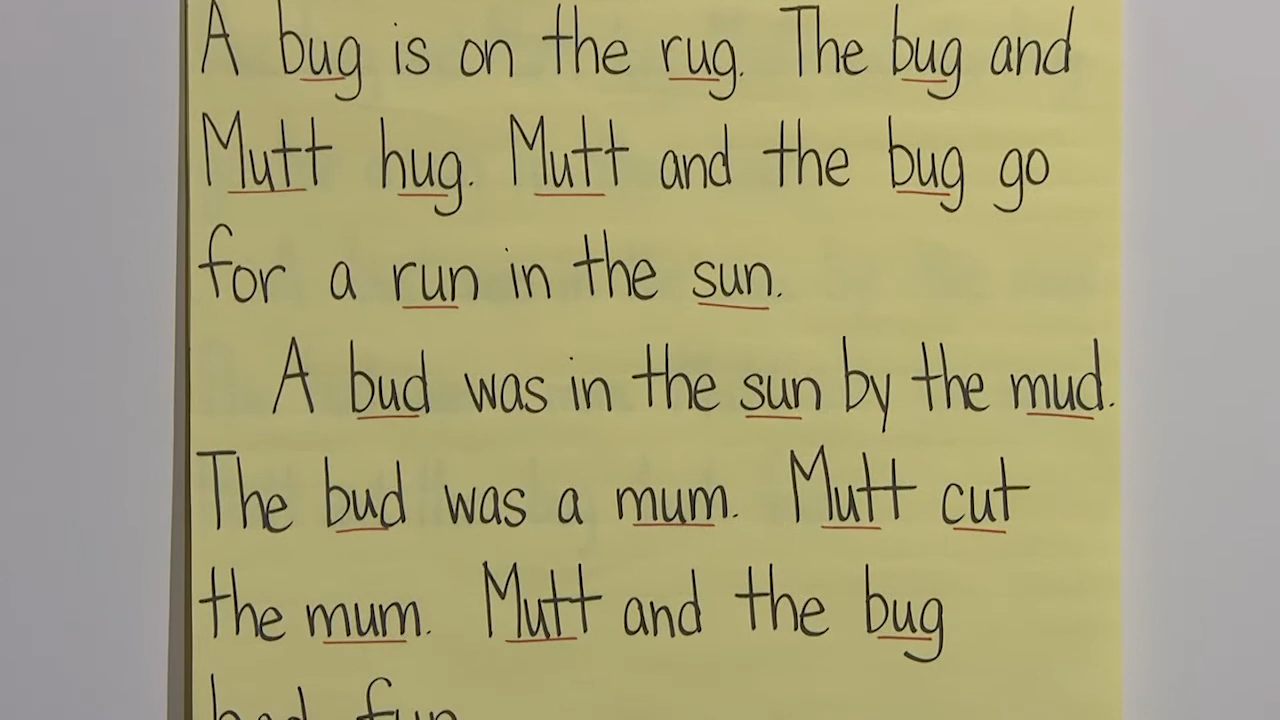 A bug is on the rug. The bug and
Mutt hug. Mutt and the bug go
for a run in the sun.
A bud was in the sun by the mud.
The bud was a mum. Mutt cut
the mum. Mutt and the bug
had fun